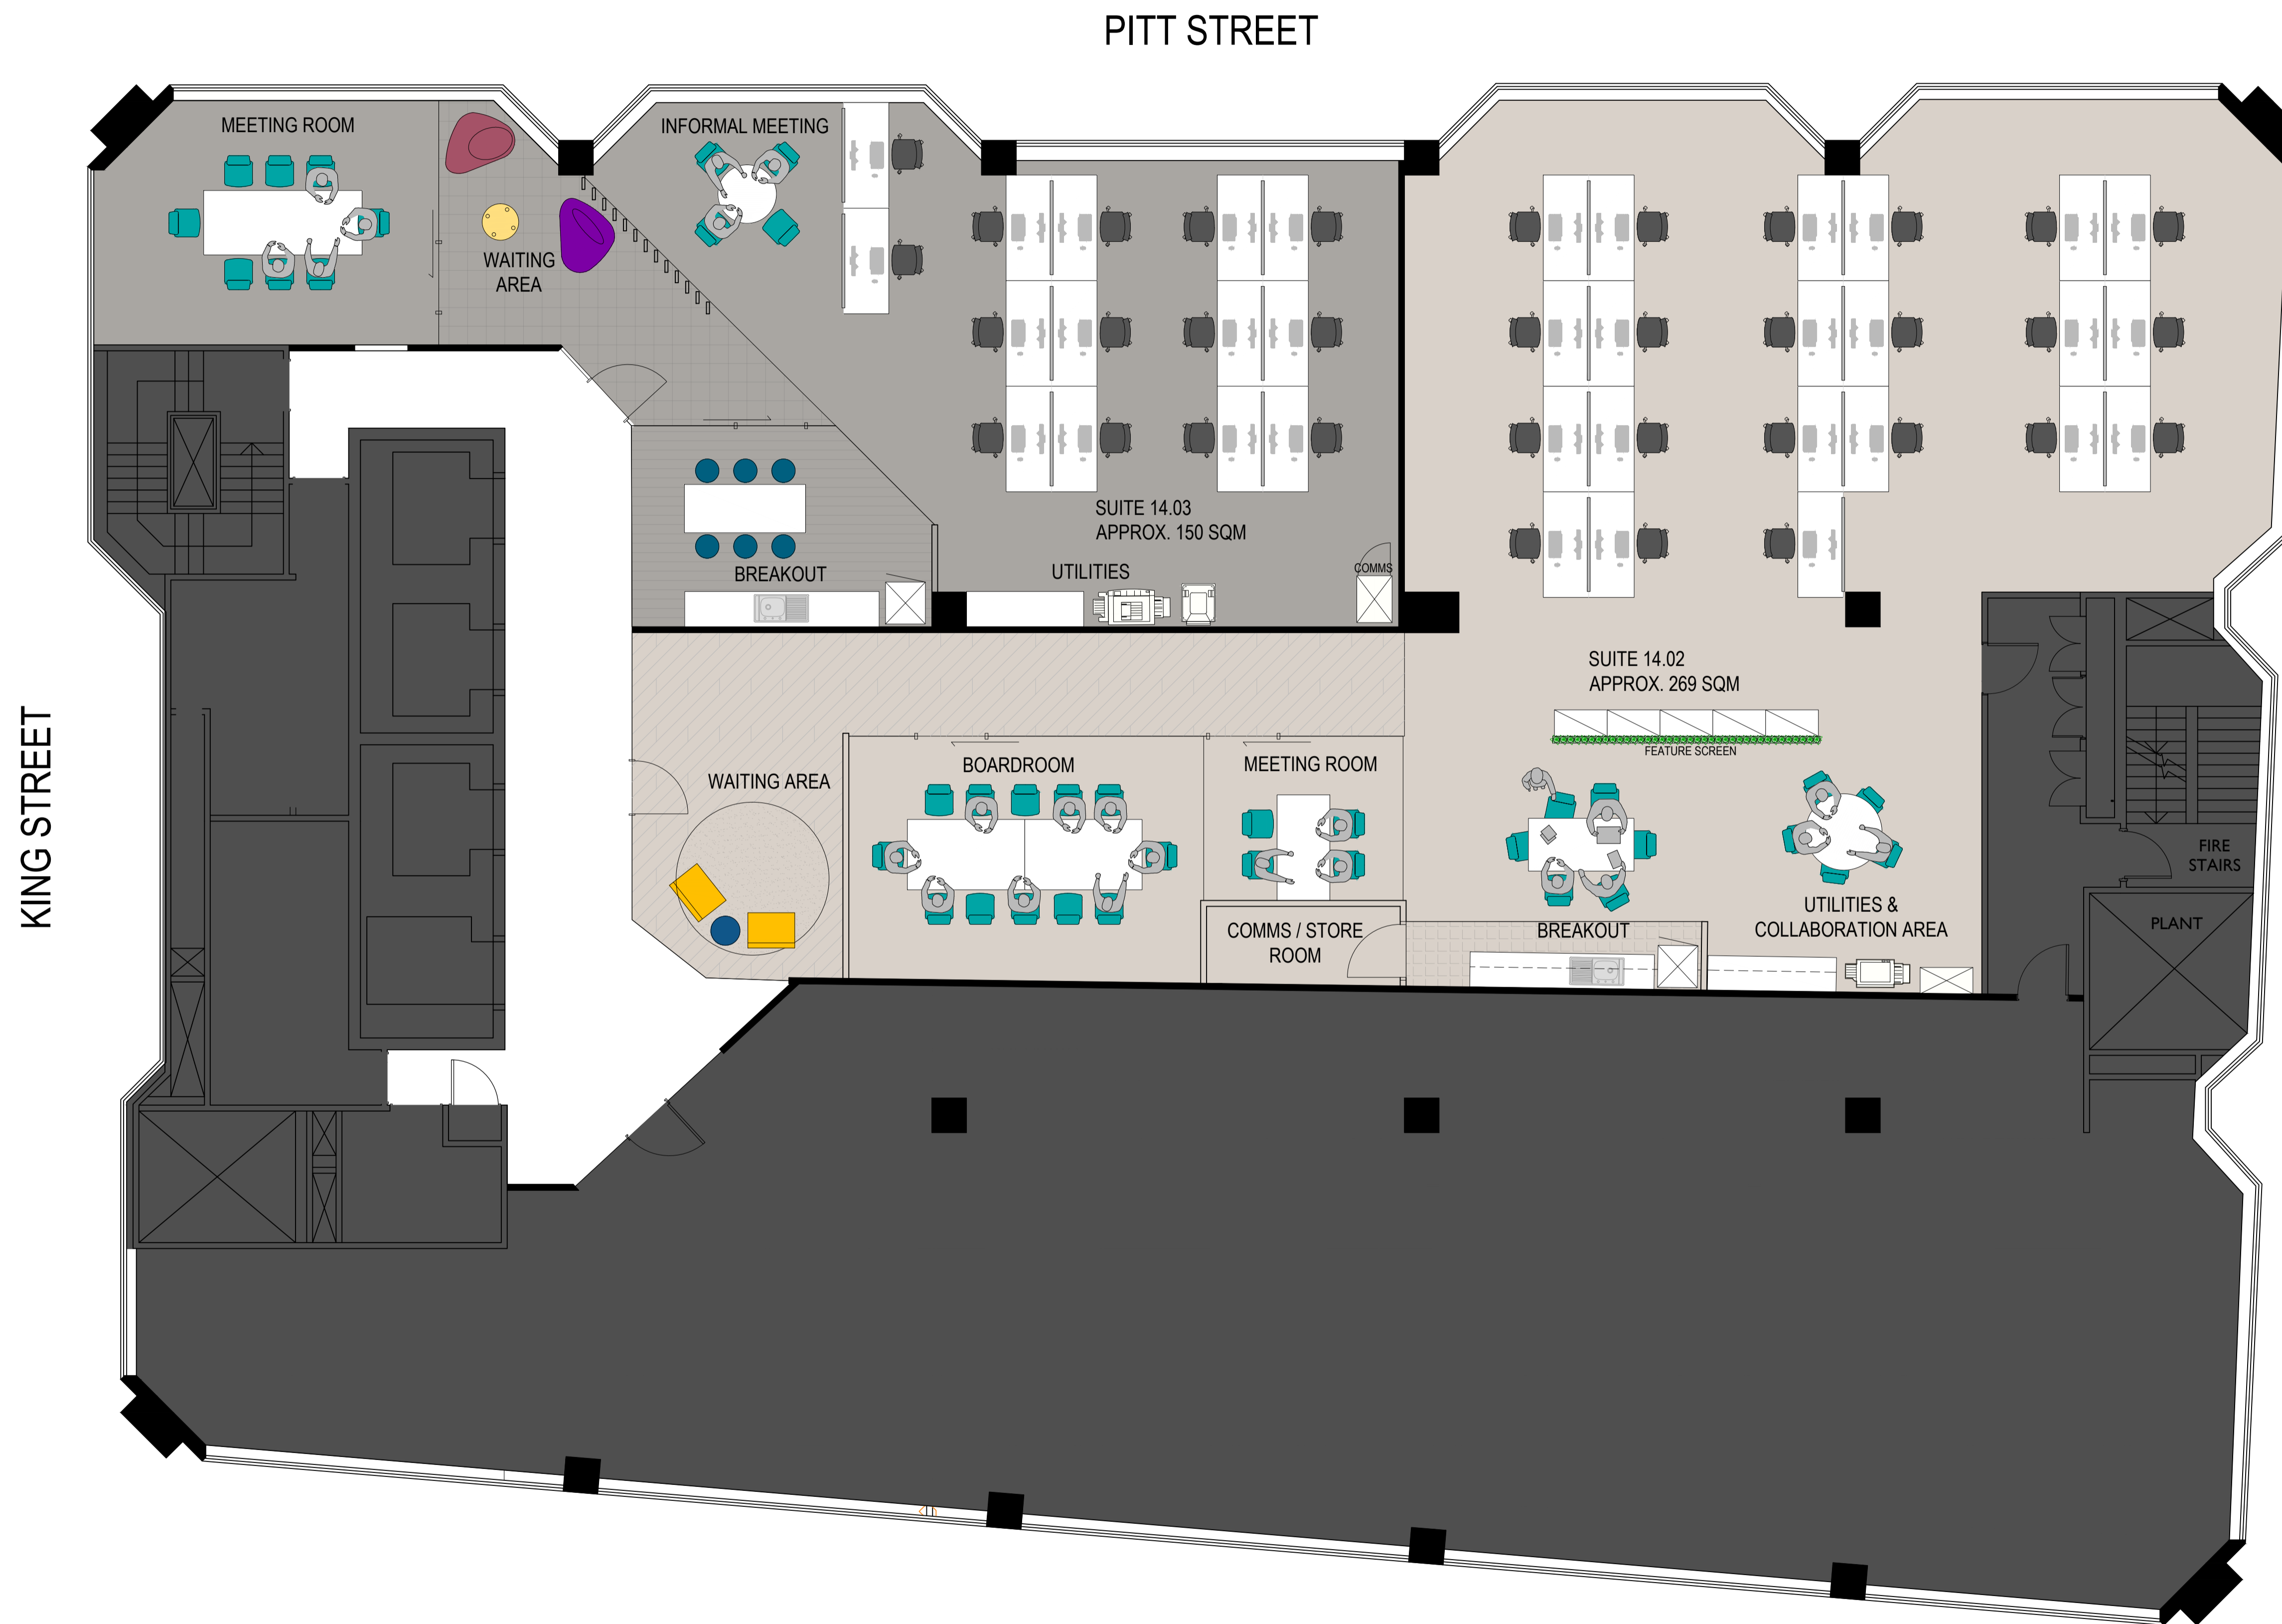 PITT STREET
MEETING ROOM
INFORMAL MEETING
WAITING
AREA
SUITE 14.03
APPROX. 150 SQM
BREAKOUT
UTILITIES
COMMS
SUITE 14.02
APPROX. 269 SQM
FEATURE SCREEN
KING STREET
WAITING AREA
BOARDROOM
MEETING ROOM
COMMS / STORE
ROOM
BREAKOUT
UTILITIES &
COLLABORATION AREA
FIRE
STAIRS
PLANT